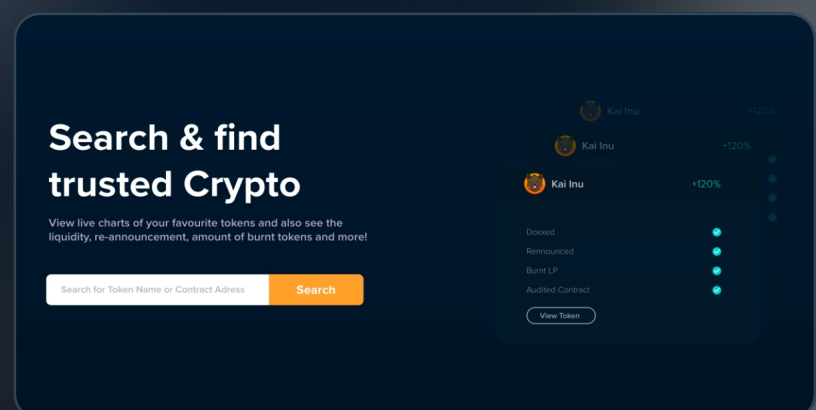 Search & find
trusted Crypto
View live charts of your favourite tokens and also see the
liquidity, re-announcement, amount of burnt tokens and more!
Search for Token Name or Contract Adress
Search
Kai Inu +120%
Kai Inu +120%
Kai Inu +120%
Doxxed
Rennounced
Burnt LP
Audited Contract
View Token